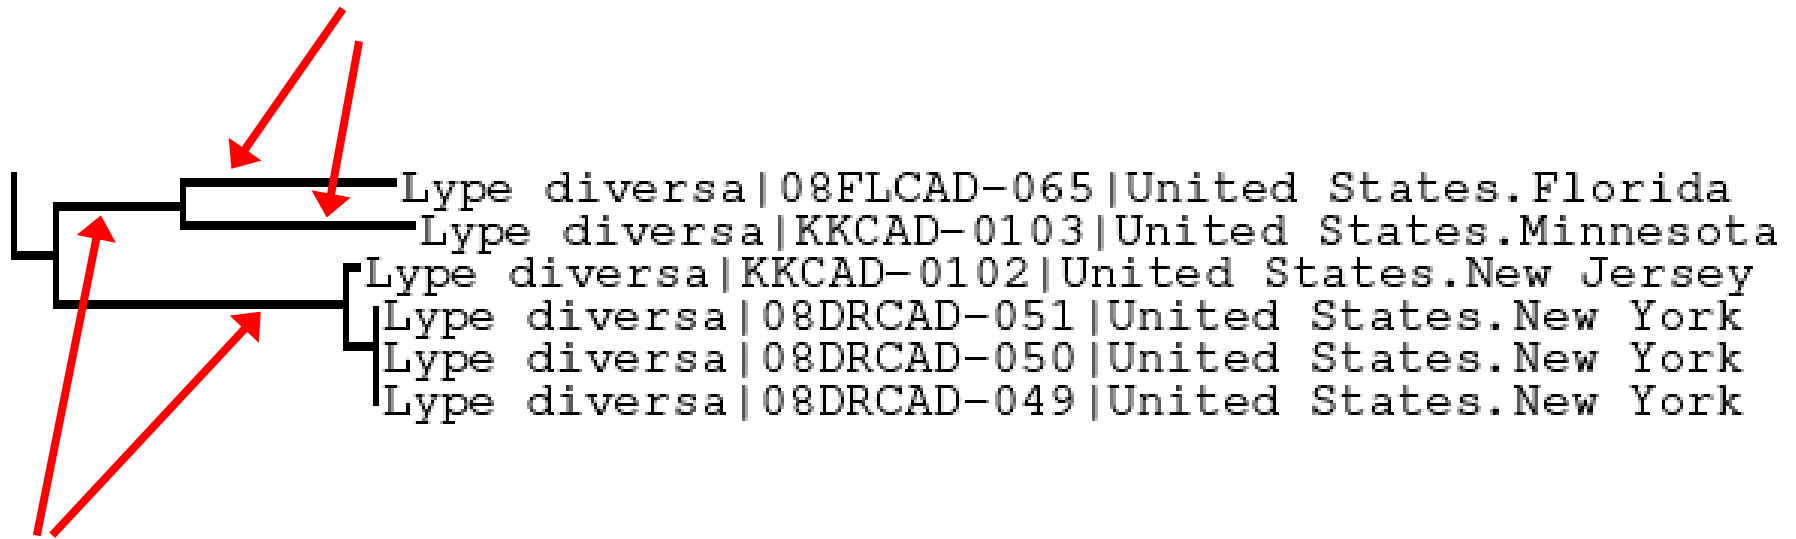 Lype diversa|08FLCAD-065|United States.Florida
Lype diversa|KKCAD-0103|United States.Minnesota
Lype diversa|KKCAD-0102|United States.New Jersey
Lype diversa|08DRCAD-051|United States.New York
Lype diversa|08DRCAD-050|United States.New York
Lype diversa|08DRCAD-049|United States.New York